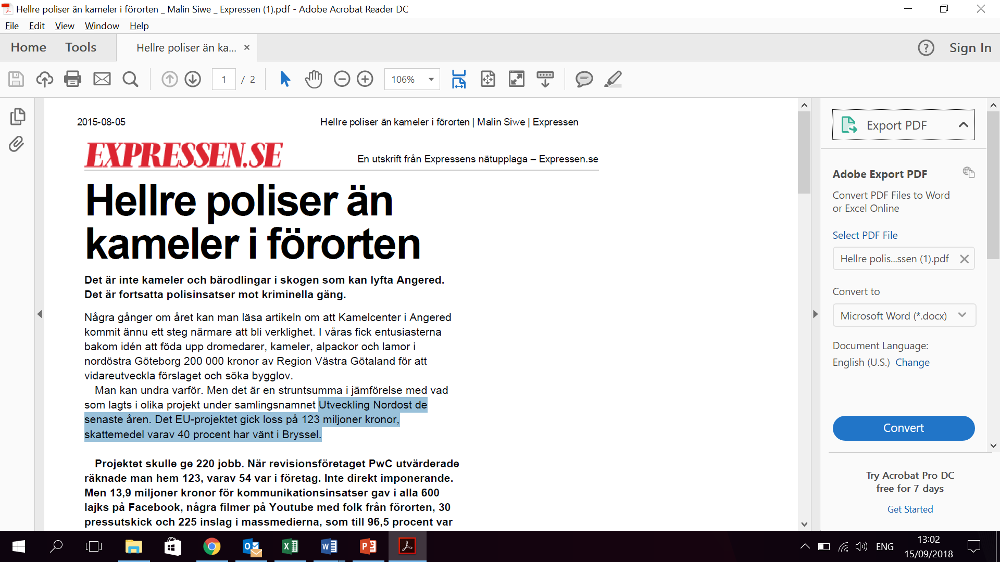 Hellre poliser än kameler i förorten _ Malin Siwe _ Expressen (1).pdf - Adobe Acrobat Reader DC
File Edit View Window Help
Home Tools Hellre poliser än ka... Sign In
1 / 2 106%
2015-08-05 Hellre poliser än kameler i förorten | Malin Siwe | Expressen
EXPRESSEN.SE
En utskrift från Expressens nätupplaga – Expressen.se
Hellre poliser än
kameler i förorten
Det är inte kameler och bärodlingar i skogen som kan lyfta Angered.
Det är fortsatta polisinsatser mot kriminella gäng.
Några gånger om året kan man läsa artikeln om att Kamelcenter i Angered
kommit ännu ett steg närmare att bli verklighet. I våras fick entusiasterna
bakom idén att föda upp dromedarer, kameler, alpackor och lamor i
nordöstra Göteborg 200 000 kronor av Region Västra Götaland för att
vidareutveckla förslaget och söka bygglov.
Man kan undra varför. Men det är en struntsumma i jämförelse med vad
som lagts i olika projekt under samlingsnamnet Utveckling Nordost de
senaste åren. Det EU-projektet gick loss på 123 miljoner kronor,
skattemedel varav 40 procent har vänt i Bryssel.
Projektet skulle ge 220 jobb. När revisionsföretaget PwC utvärderade
räknade man hem 123, varav 54 var i företag. Inte direkt imponerande.
Men 13,9 miljoner kronor för kommunikationsinsatser gav i alla 600
lajks på Facebook, några filmer på Youtube med folk från förorten, 30
pressutskick och 225 inslag i massmedierna, som till 96,5 procent var
Export PDF
Adobe Export PDF
Convert PDF Files to Word
or Excel Online
Select PDF File
Hellre polis...ssen (1).pdf
Convert to
Microsoft Word (*.docx)
Document Language:
English (U.S.) Change
Convert
Try Acrobat Pro DC
free for 7 days
Get Started
ENG
13:02
15/09/2018